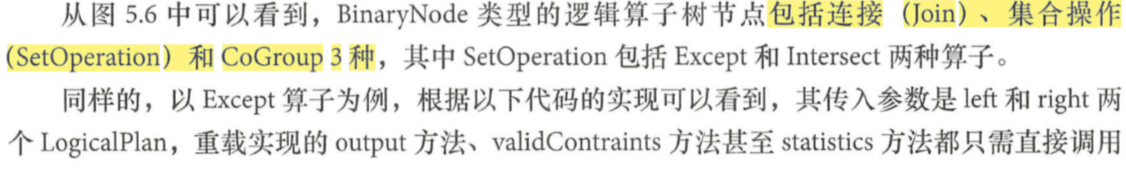 从图 5.6 中可以看到，BinaryNode 类型的逻辑算子树节点包括连接（Join）、集合操作
(SetOperation）和 CoGroup 3 种，其中 SetOperation 包括 Except 和 Intersect 两种算子。
同样的，以 Except 算子为例，根据以下代码的实现可以看到，其传入参数是 left 和 right 两
个 LogicalPlan，重载实现的 output 方法、validContraints 方法甚至 statistics 方法都只需直接调用